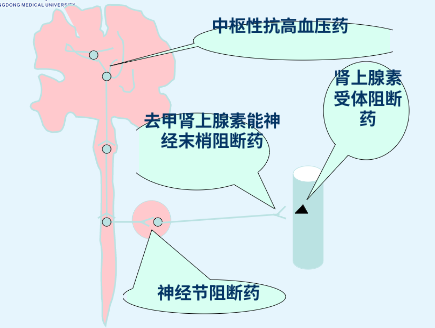 GDONG MEDICAL UNIVERSITY
中枢性抗高血压药
肾上腺素
受体阻断
药
去甲肾上腺素能神
经末梢阻断药
神经节阻断药